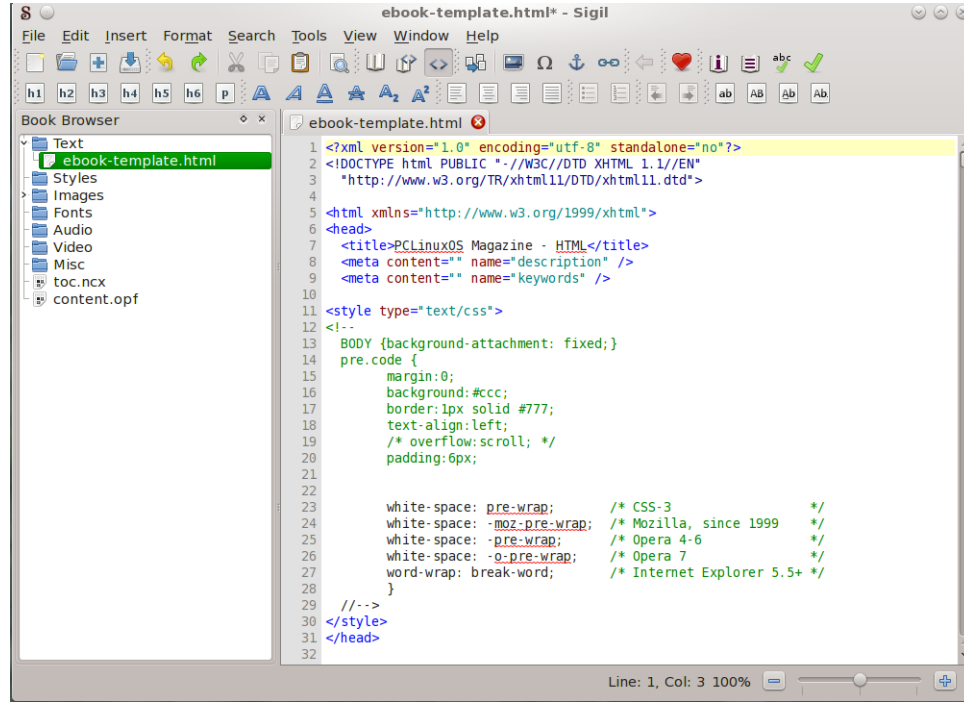 ebook-template.html* - Sigil
File Edit Insert Format Search Tools View Window Help
abc
h1 h2 h3 h4 h5 h6 p A A A A A₂ A² ab AB Ab Ab.
Book Browser
ebook-template.html
Text
ebook-template.html
Styles
Images
Fonts
Audio
Video
Misc
toc.ncx
content.opf
1 <?xml version="1.0" encoding="utf-8" standalone="no"?>
2 <!DOCTYPE html PUBLIC "-//W3C//DTD XHTML 1.1//EN"
3 "http://www.w3.org/TR/xhtml11/DTD/xhtml11.dtd">
4
5 <html xmlns="http://www.w3.org/1999/xhtml">
6 <head>
7 <title>PCLinuxOS Magazine - HTML</title>
8 <meta content="" name="description" />
9 <meta content="" name="keywords" />
10
11 <style type="text/css">
12 <!--
13 BODY {background-attachment: fixed;}
14 pre.code {
15 margin:0;
16 background:#ccc;
17 border:1px solid #777;
18 text-align:left;
19 /* overflow:scroll; */
20 padding:6px;
21
22
23 white-space: pre-wrap; /* CSS-3 */
24 white-space: -moz-pre-wrap; /* Mozilla, since 1999 */
25 white-space: -pre-wrap; /* Opera 4-6 */
26 white-space: -o-pre-wrap; /* Opera 7 */
27 word-wrap: break-word; /* Internet Explorer 5.5+ */
28 }
29 //-->
30 </style>
31 </head>
32
Line: 1, Col: 3 100%